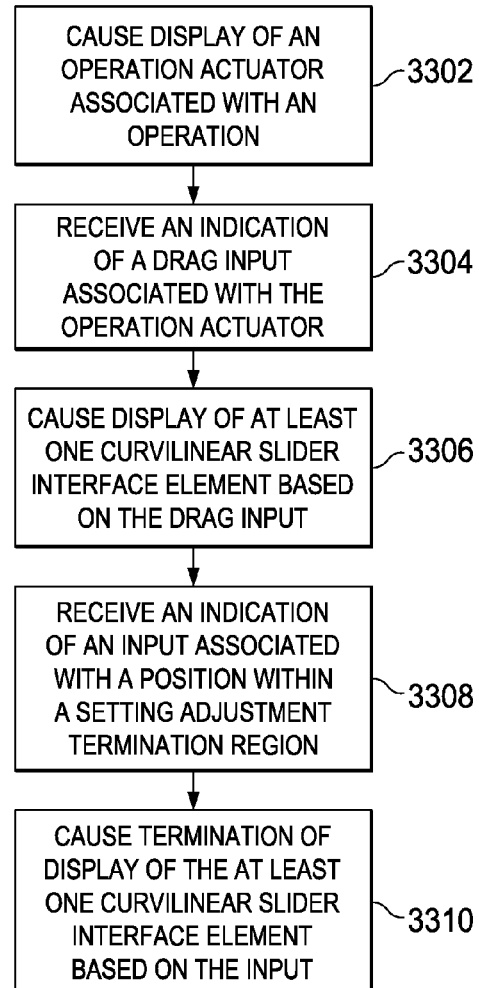 CAUSE DISPLAY OF AN
OPERATION ACTUATOR
ASSOCIATED WITH AN
OPERATION
3302
RECEIVE AN INDICATION
OF A DRAG INPUT
ASSOCIATED WITH THE
OPERATION ACTUATOR
3304
CAUSE DISPLAY OF AT LEAST
ONE CURVILINEAR SLIDER
INTERFACE ELEMENT BASED
ON THE DRAG INPUT
3306
RECEIVE AN INDICATION
OF AN INPUT ASSOCIATED
WITH A POSITION WITHIN
A SETTING ADJUSTMENT
TERMINATION REGION
3308
CAUSE TERMINATION OF
DISPLAY OF THE AT LEAST
ONE CURVILINEAR SLIDER
INTERFACE ELEMENT
BASED ON THE INPUT
3310